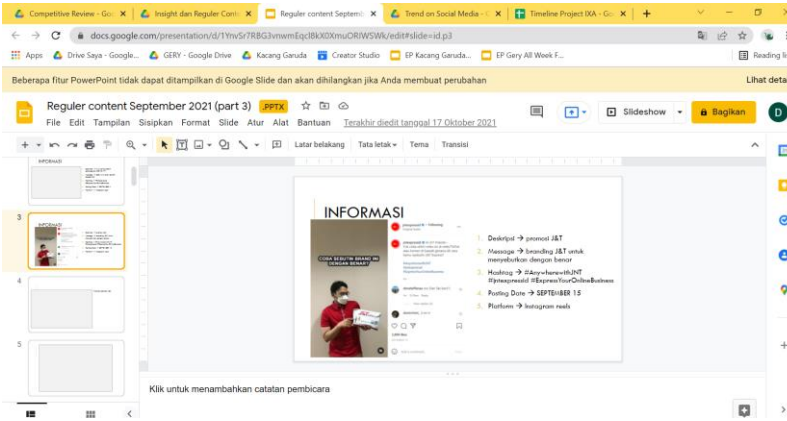 Competitive Review - Goo
Insight dan Reguler Conte
Reguler content Septemb
Trend on Social Media - G
Timeline Project IXA - Goo
docs.google.com/presentation/d/1YnvSr7RBG3vnwmEqclBkX0XmuORIWSWk/edit#slide=id.p3
Apps
Drive Saya - Google...
GERY - Google Drive
Kacang Garuda
Creator Studio
EP Kacang Garuda...
EP Gery All Week F...
Reading li
Beberapa fitur PowerPoint tidak dapat ditampilkan di Google Slide dan akan dihilangkan jika Anda membuat perubahan
Lihat deta
Reguler content September 2021 (part 3)
.PPTX
File Edit Tampilan Sisipkan Format Slide Atur Alat Bantuan
Terakhir diedit tanggal 17 Oktober 2021
Slideshow
Bagikan
D
Latar belakang
Tata letak
Tema
Transisi
INFORMASI
3
INFORMASI
4
5
INFORMASI
COBA SEBUTIN BRAND INI
DENGAN BENAR?
J&T
1. Deskripsi → promosi J&T
2. Message → branding J&T untuk
menyebutkan dengan benar
3. Hashtag → #AnywherewithJNT
#jntexpressid #ExpressYourOnlineBusiness
4. Posting Date → SEPTEMBER 15
5. Platform → Instagram reels
Klik untuk menambahkan catatan pembicara